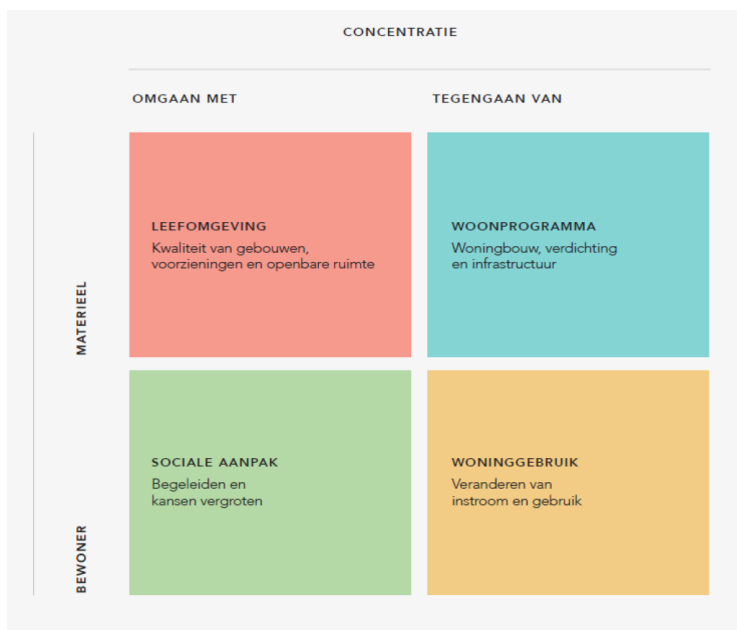 CONCENTRATIE
OMGAAN MET
TEGENGAAN VAN
MATERIEEL
LEEFOMGEVING
Kwaliteit van gebouwen,
voorzieningen en openbare ruimte
WOONPROGRAMMA
Woningbouw, verdichting
en infrastructuur
BEWONER
SOCIALE AANPAK
Begeleiden en
kansen vergroten
WONINGGEBRUIK
Veranderen van
instroom en gebruik